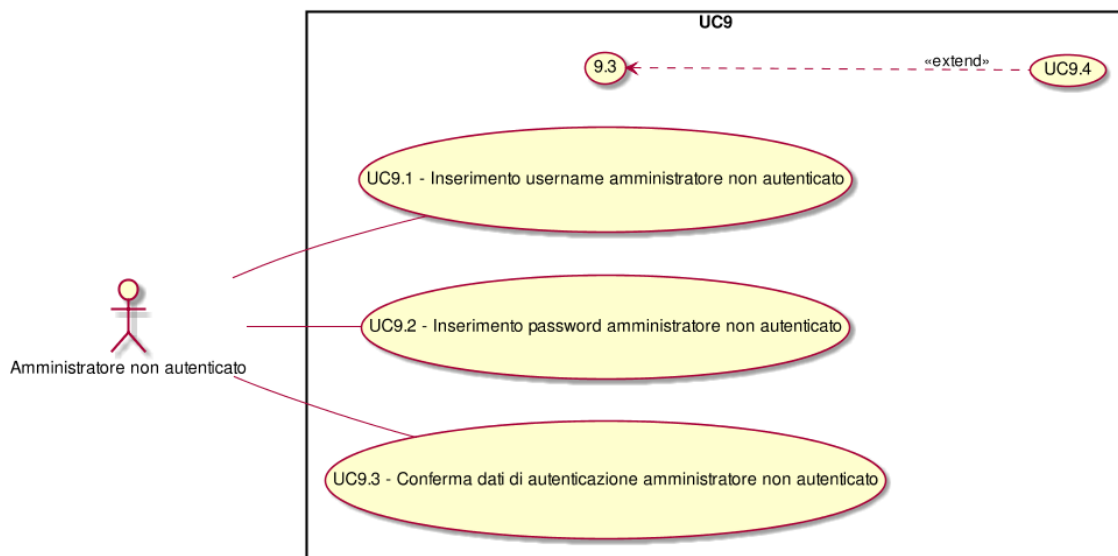 UC9
9.3
«extend»
UC9.4
UC9.1 - Inserimento username amministratore non autenticato
UC9.2 - Inserimento password amministratore non autenticato
Amministratore non autenticato
UC9.3 - Conferma dati di autenticazione amministratore non autenticato